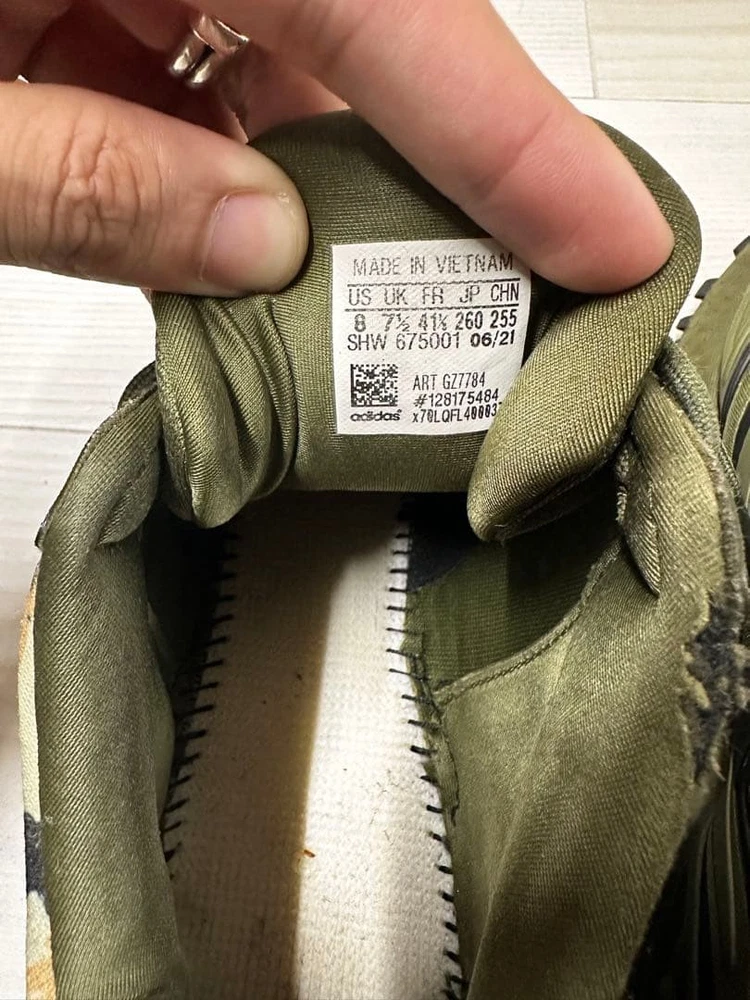 MADE IN VIETNAM
US UK FR JP CHN
8 7½ 41⅓ 260 255
SHW 675001 06/21
ART GZ7784
#128175484
adidas x70LQFL40003